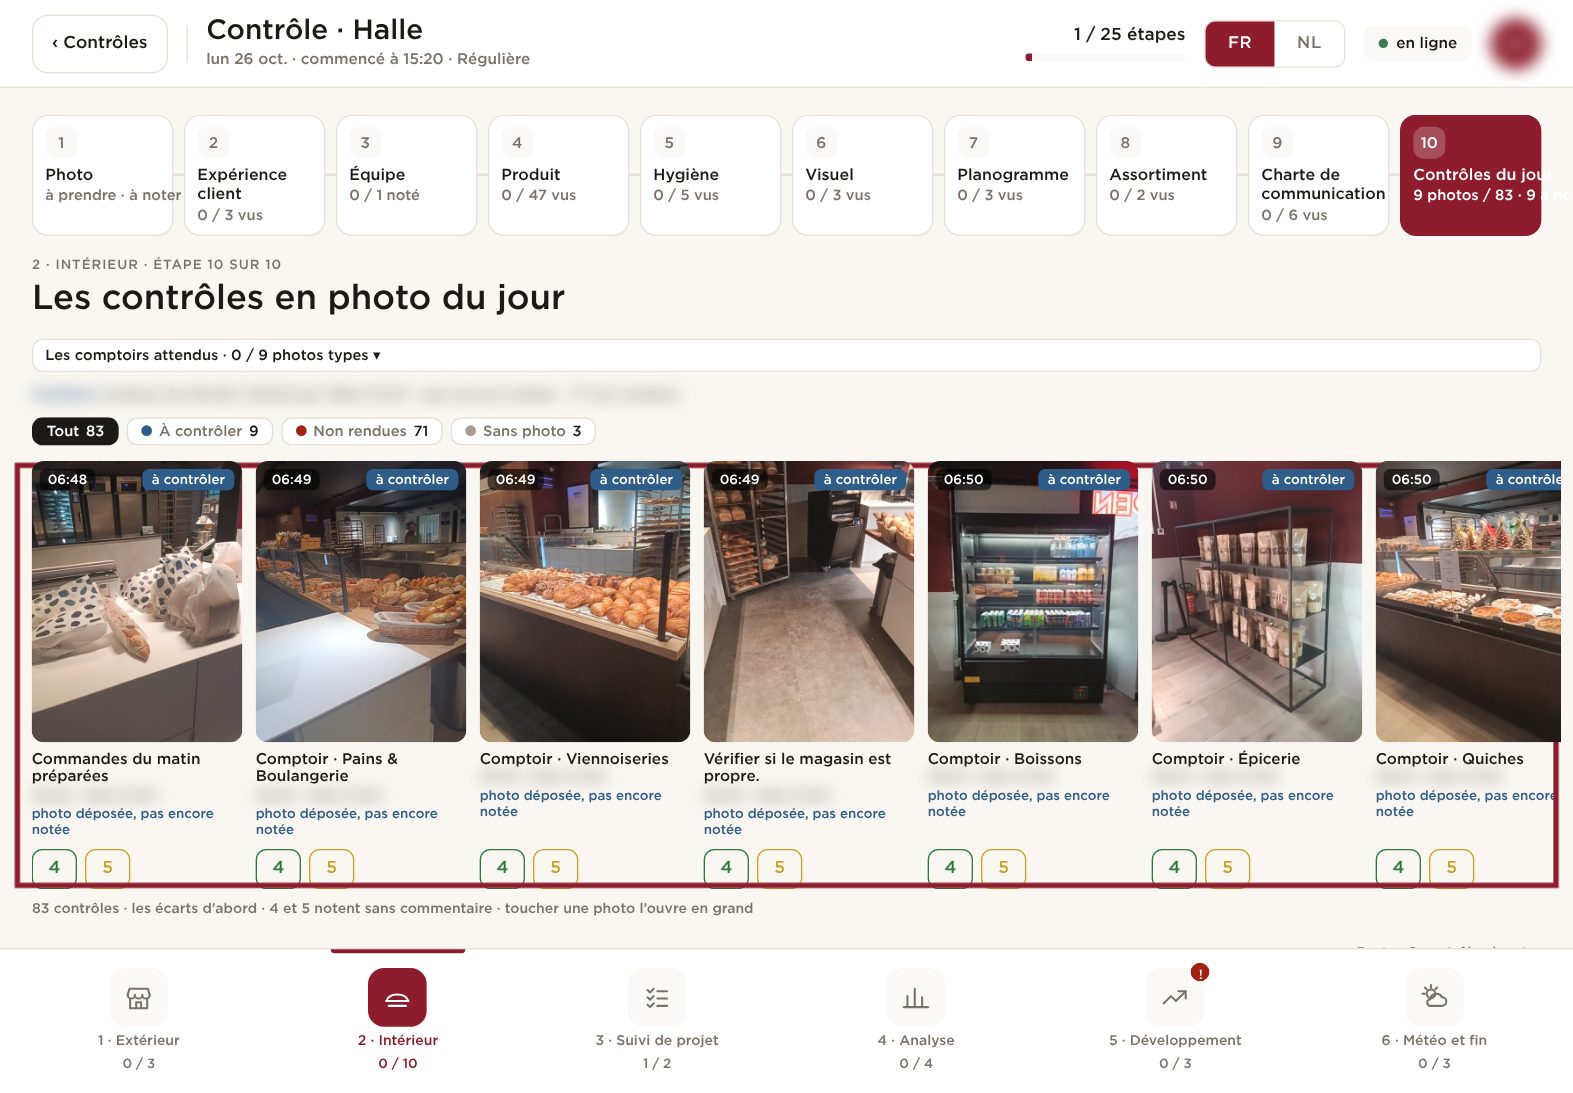 ‹ Contrôles
Contrôle · Halle
lun 26 oct. · commencé à 15:20 · Régulière
1 / 25 étapes
FR
NL
en ligne
1
Photo
à prendre · à noter
2
Expérience
client
0 / 3 vus
3
Équipe
0 / 1 noté
4
Produit
0 / 47 vus
5
Hygiène
0 / 5 vus
6
Visuel
0 / 3 vus
7
Planogramme
0 / 3 vus
8
Assortiment
0 / 2 vus
9
Charte de
communication
0 / 6 vus
10
Contrôles du jour
9 photos / 83 · 9 à no
2 · INTÉRIEUR · ÉTAPE 10 SUR 10
Les contrôles en photo du jour
Les comptoirs attendus · 0 / 9 photos types ▾
Tout 83
À contrôler 9
Non rendues 71
Sans photo 3
06:48 à contrôler
06:49 à contrôler
06:49 à contrôler
06:49 à contrôler
06:50 à contrôler
06:50 à contrôler
06:50 à contrôle
Commandes du matin
préparées
photo déposée, pas encore
notée
4 5
Comptoir · Pains &
Boulangerie
photo déposée, pas encore
notée
4 5
Comptoir · Viennoiseries
photo déposée, pas encore
notée
4 5
Vérifier si le magasin est
propre.
photo déposée, pas encore
notée
4 5
Comptoir · Boissons
photo déposée, pas encore
notée
4 5
Comptoir · Épicerie
photo déposée, pas encore
notée
4 5
Comptoir · Quiches
photo déposée, pas encore
notée
4 5
83 contrôles · les écarts d’abord · 4 et 5 notent sans commentaire · toucher une photo l’ouvre en grand
1 · Extérieur
0 / 3
2 · Intérieur
0 / 10
3 · Suivi de projet
1 / 2
4 · Analyse
0 / 4
!
5 · Développement
0 / 3
6 · Météo et fin
0 / 3